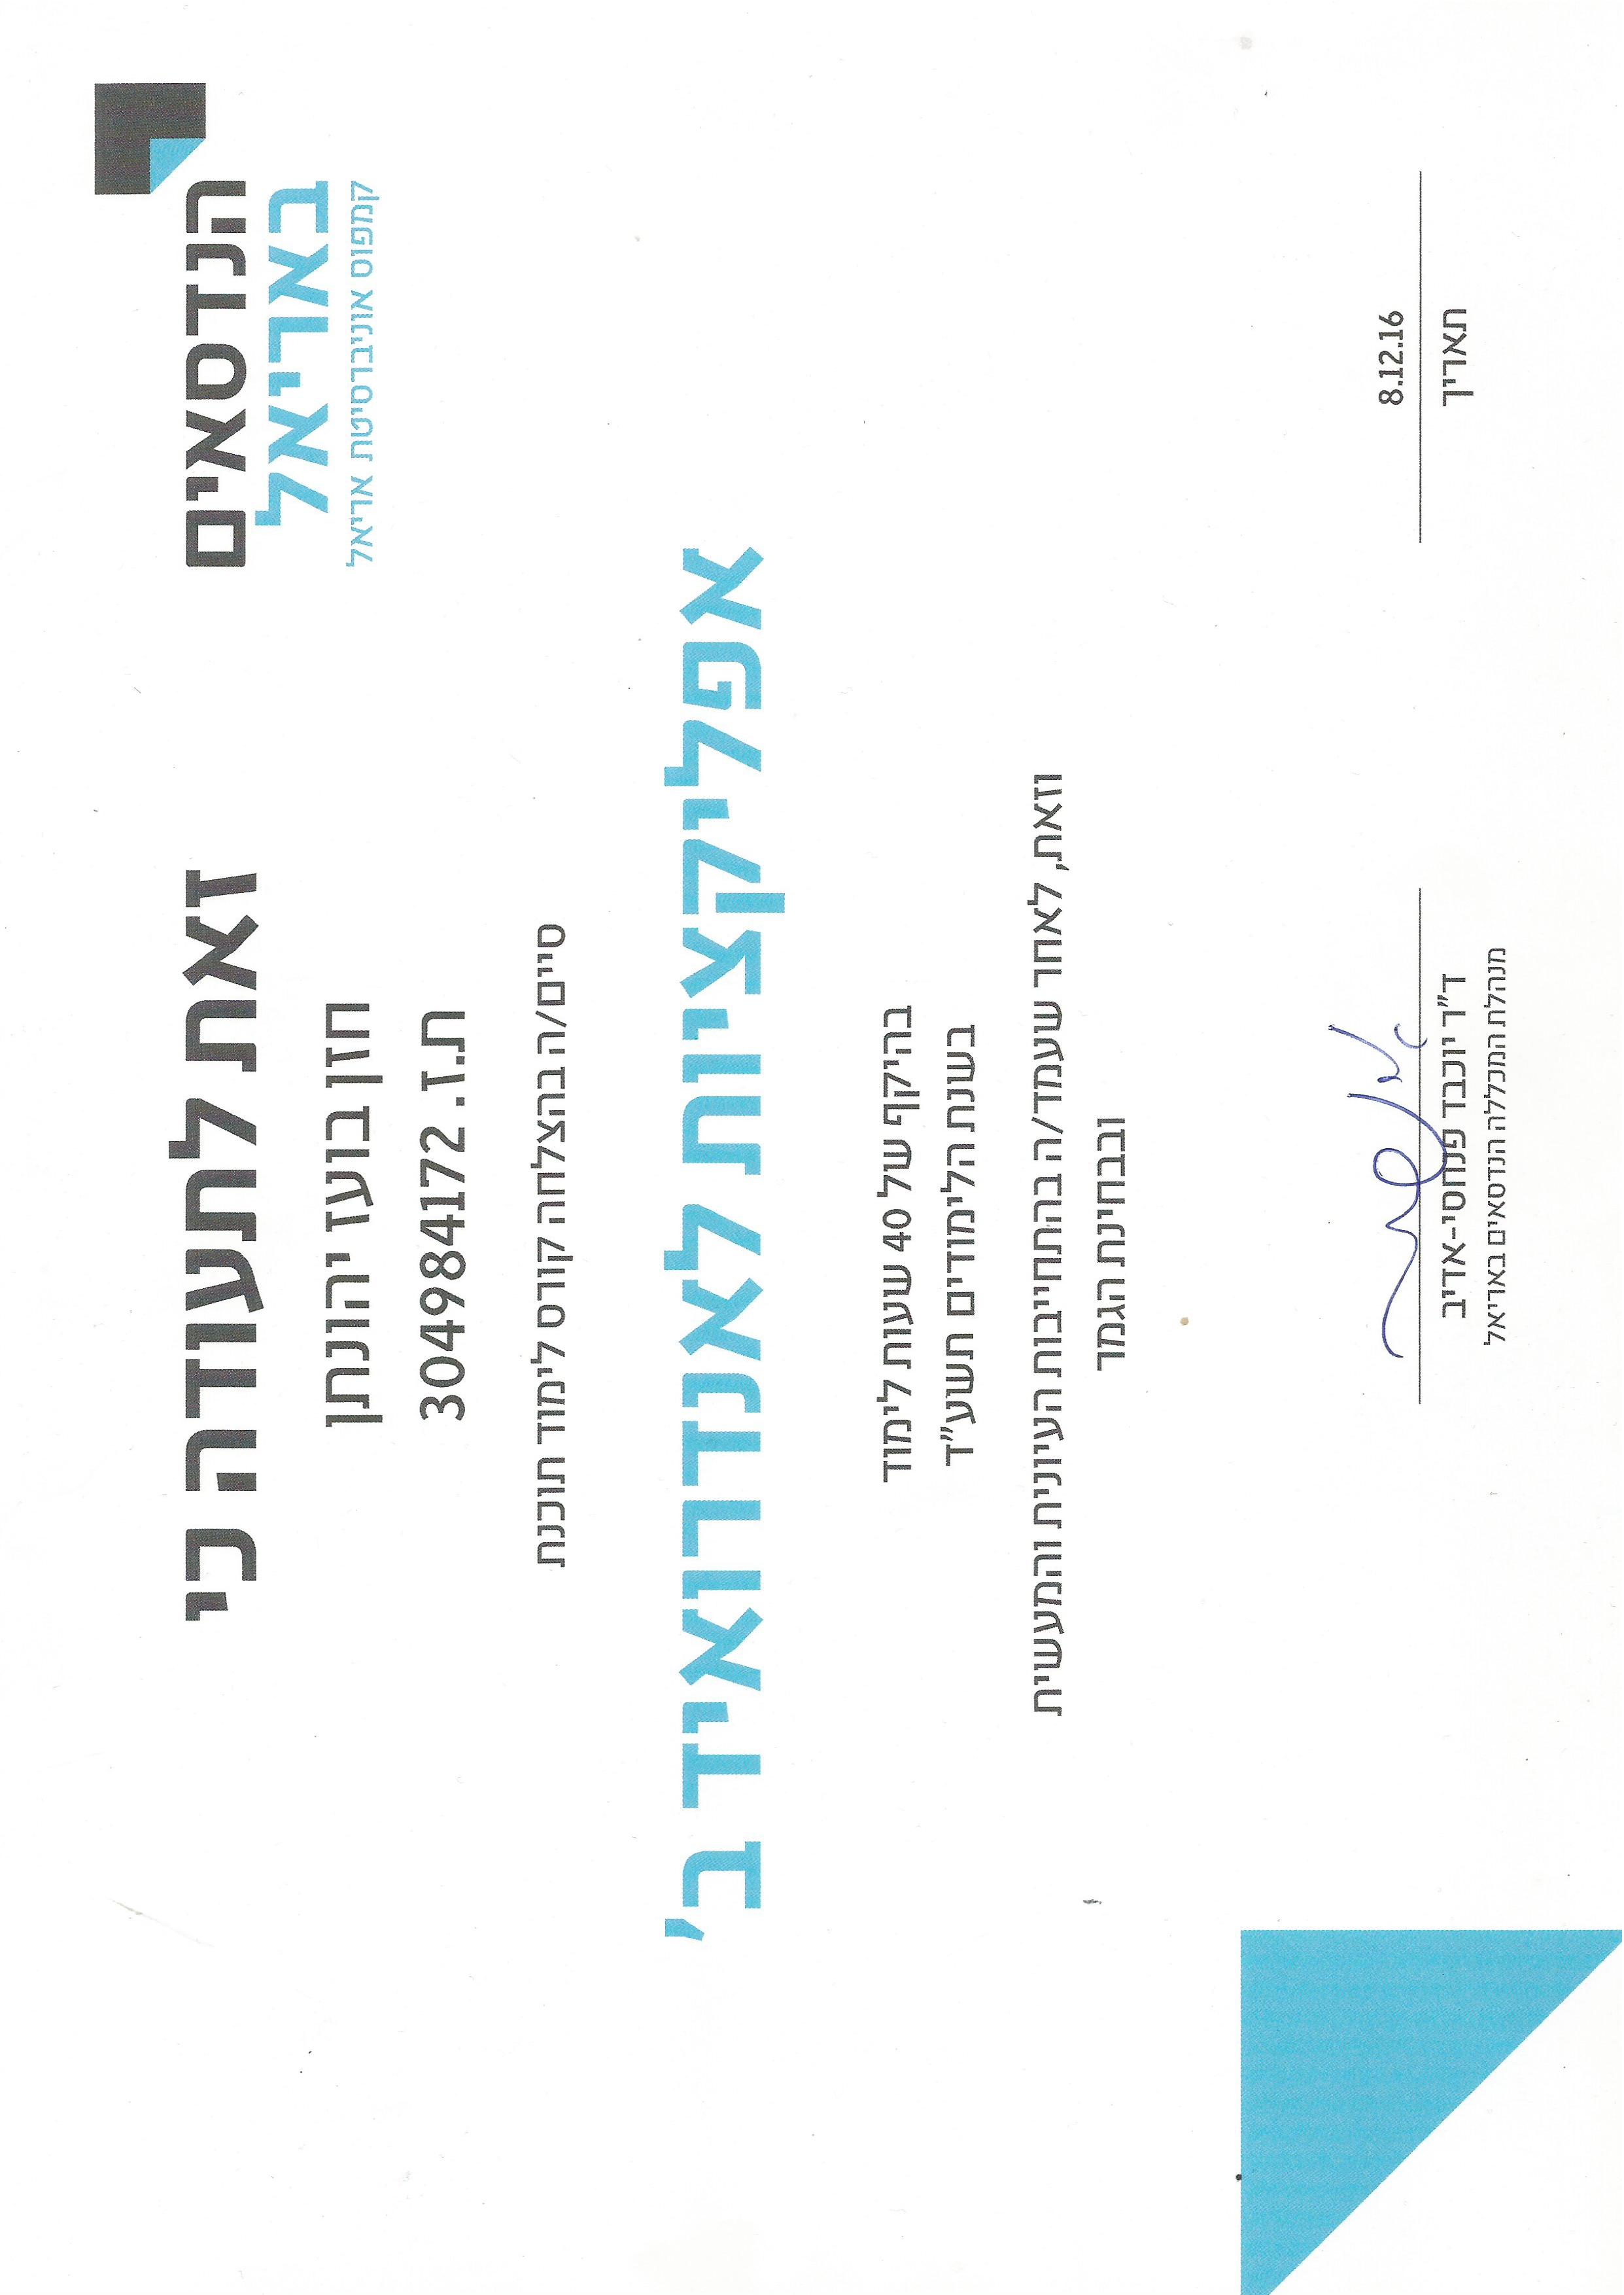 הנדסאים
באריאל
קמפוס אוניברסיטת אריאל
זאת לתעודה כי
חזן בועז יהונתן
ת.ז. 304984172
סיים/ה בהצלחה קורס לימוד תוכנת
אפליקציות לאנדרואיד ב'
בהיקף של 40 שעות לימוד
בשנת הלימודים תשע"ד
וזאת, לאחר שעמד/ה בהתחייבות העיונית והמעשית
ובבחינת הגמר
8.12.16
תאריך
ד"ר יוכבד פנחסי-אדיב
מנהלת המכללה הנדסאים באריאל